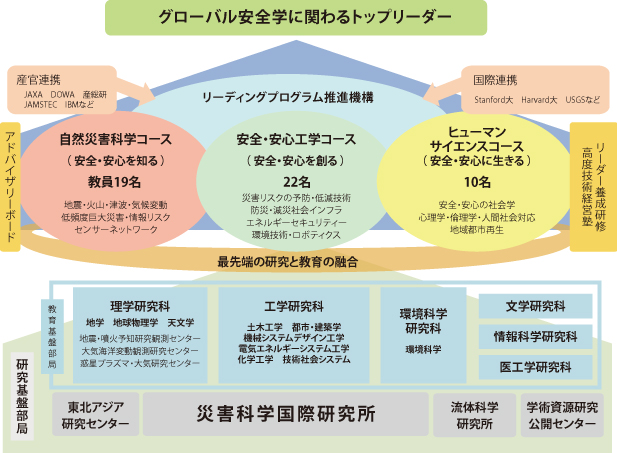 グローバル安全学に関わるトップリーダー
産官連携
JAXA DOWA 産総研
JAMSTEC IBMなど
国際連携
Stanford大 Harvard大 USGSなど
リーディングプログラム推進機構
アドバイザリーボード
自然災害科学コース
（安全・安心を知る）
教員19名
地震・火山・津波・気候変動
低頻度巨大災害・情報リスク
センサーネットワーク
安全・安心工学コース
（安全・安心を創る）
22名
災害リスクの予防・低減技術
防災・減災社会インフラ
エネルギーセキュリティー
環境技術・ロボティクス
ヒューマン
サイエンスコース
（安全・安心に生きる）
10名
安全・安心の社会学
心理学・倫理学・人間社会対応
地域都市再生
リーダー養成研修
高度技術経営塾
最先端の研究と教育の融合
教育基盤部局
理学研究科
地学 地球物理学 天文学
地震・噴火予知研究観測センター
大気海洋変動観測研究センター
惑星プラズマ・大気研究センター
工学研究科
土木工学 都市・建築学
機械システムデザイン工学
電気エネルギーシステム工学
化学工学 技術社会システム
環境科学
研究科
環境科学
文学研究科
情報科学研究科
医工学研究科
研究基盤部局
東北アジア
研究センター
災害科学国際研究所
流体科学
研究所
学術資源研究
公開センター